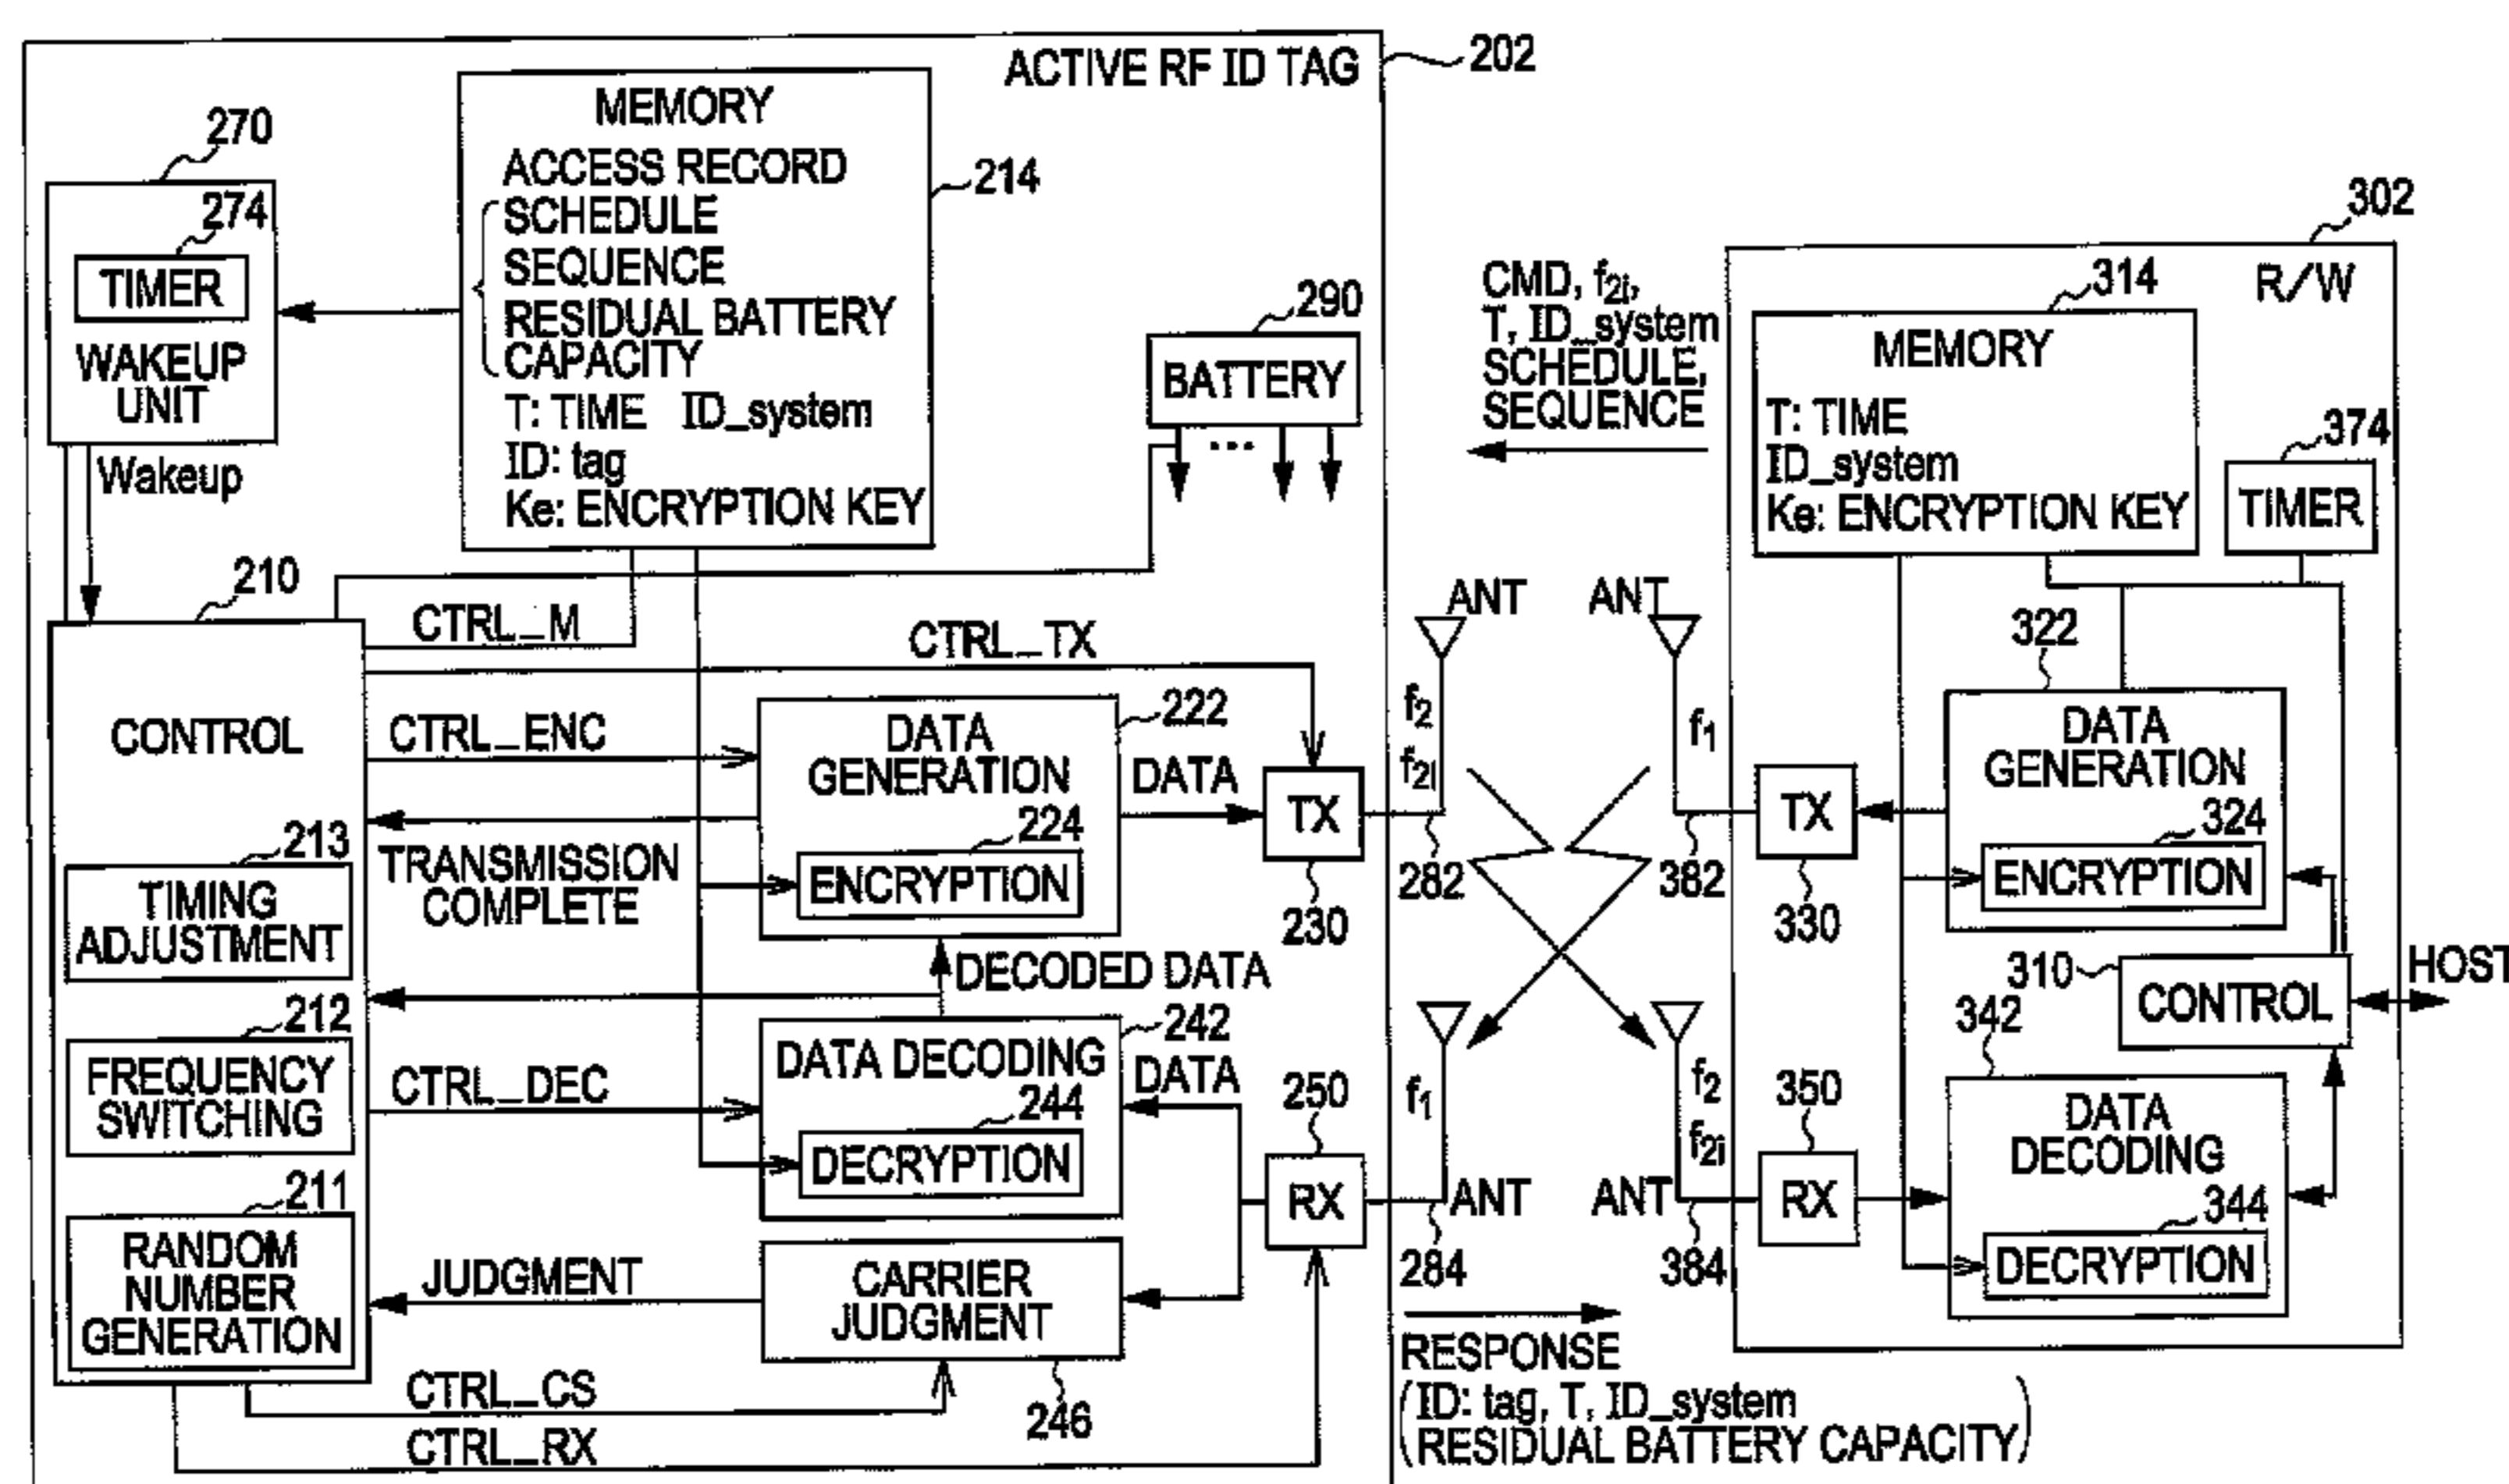 ACTIVE RF ID TAG
202
MEMORY
ACCESS RECORD
SCHEDULE
SEQUENCE
RESIDUAL BATTERY
CAPACITY
T: TIME ID_system
ID: tag
Ke: ENCRYPTION KEY
214
270
274
TIMER
WAKEUP
UNIT
Wakeup
290
BATTERY
...
CMD, f2i,
T, ID_system
SCHEDULE,
SEQUENCE
302
R/W
314
MEMORY
T: TIME
ID_system
Ke: ENCRYPTION KEY
374
TIMER
210
CONTROL
213
TIMING
ADJUSTMENT
212
FREQUENCY
SWITCHING
211
RANDOM
NUMBER
GENERATION
CTRL_M
CTRL_TX
CTRL_ENC
TRANSMISSION
COMPLETE
222
DATA
GENERATION
224
ENCRYPTION
DATA
TX
230
DECODED DATA
242
DATA DECODING
244
DECRYPTION
CTRL_DEC
DATA
250
RX
JUDGMENT
CARRIER
JUDGMENT
246
CTRL_CS
CTRL_RX
ANT
f2
f2i
282
ANT
f1
382
f1
ANT
284
f2
f2i
ANT
384
TX
330
322
DATA
GENERATION
324
ENCRYPTION
310
CONTROL
HOST
342
DATA
DECODING
344
DECRYPTION
350
RX
RESPONSE
(ID: tag, T, ID_system
RESIDUAL BATTERY CAPACITY)